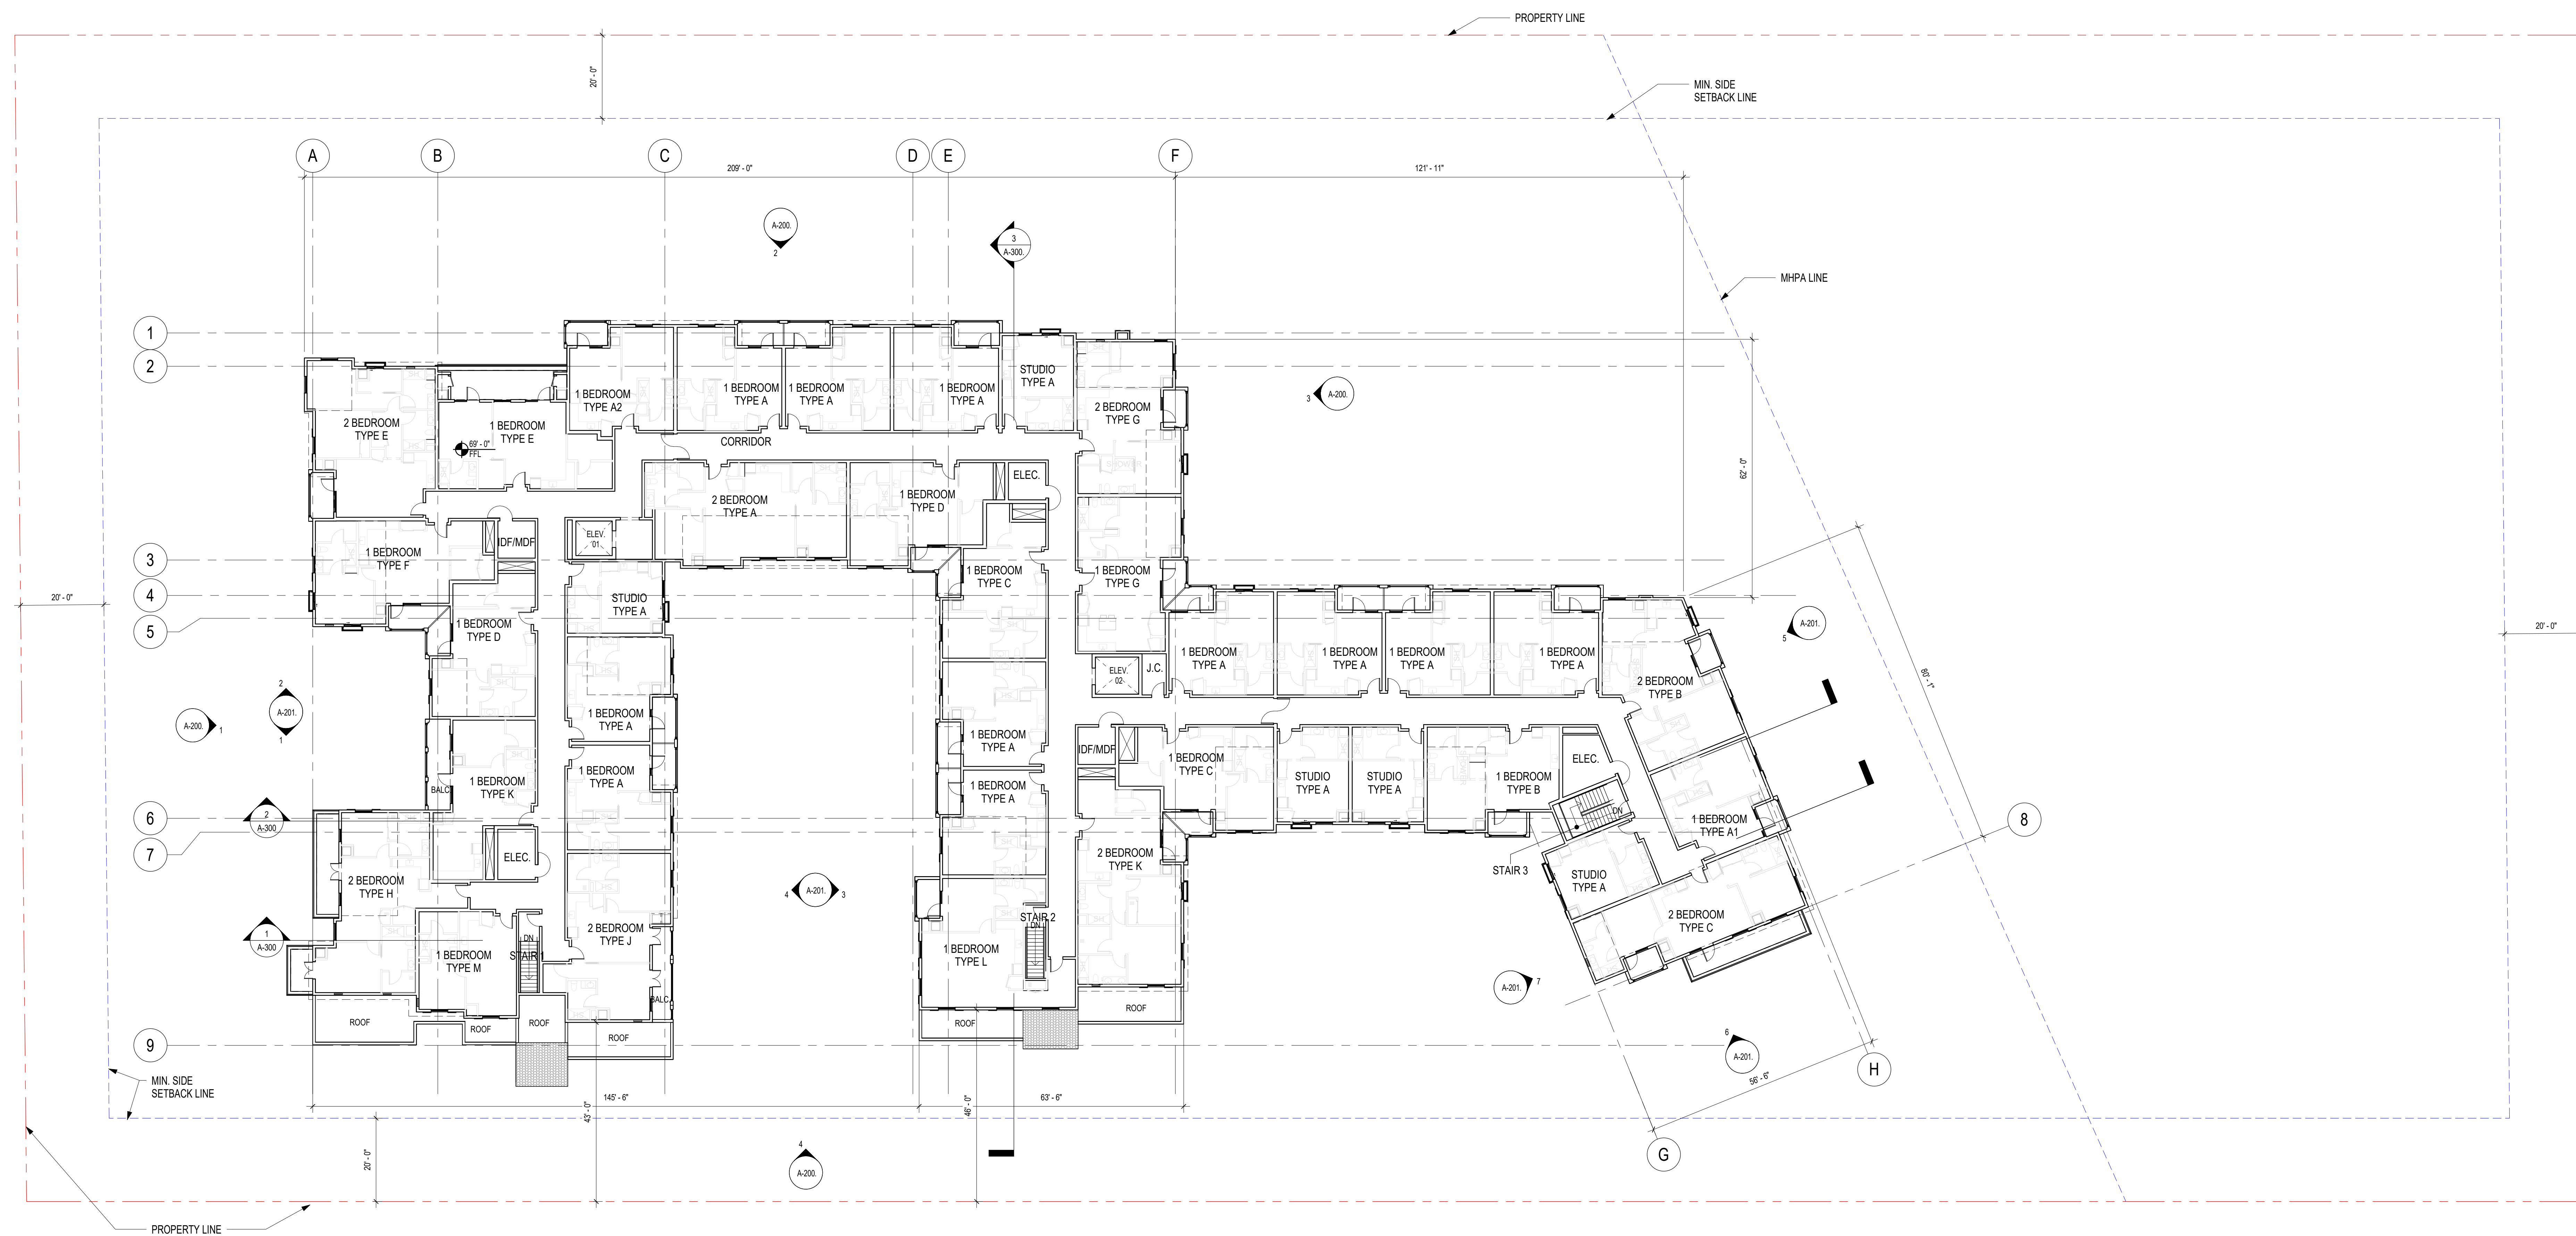 PROPERTY LINE
20' - 0"
MIN. SIDE
SETBACK LINE
A
B
C
D
E
F
209' - 0"
121' - 11"
A-200.
2
3
A-300.
MHPA LINE
1
2
3
A-200.
STUDIO
TYPE A
1 BEDROOM
TYPE A2
1 BEDROOM
TYPE A
1 BEDROOM
TYPE A
1 BEDROOM
TYPE A
2 BEDROOM
TYPE G
2 BEDROOM
TYPE E
1 BEDROOM
TYPE E
69' - 0"
FFL
CORRIDOR
62' - 0"
ELEC.
2 BEDROOM
TYPE A
1 BEDROOM
TYPE D
ELEV.
01
IDF/MDF
1 BEDROOM
TYPE F
3
4
5
1 BEDROOM
TYPE C
1 BEDROOM
TYPE G
20' - 0"
STUDIO
TYPE A
1 BEDROOM
TYPE D
A-201.
5
20' - 0"
1 BEDROOM
TYPE A
1 BEDROOM
TYPE A
1 BEDROOM
TYPE A
1 BEDROOM
TYPE A
ELEV.
02
J.C.
2 BEDROOM
TYPE B
80' - 1"
2
A-201.
1
A-200.
1
1 BEDROOM
TYPE A
1 BEDROOM
TYPE A
IDF/MDF
1 BEDROOM
TYPE C
ELEC.
1 BEDROOM
TYPE A
STUDIO
TYPE A
STUDIO
TYPE A
1 BEDROOM
TYPE B
1 BEDROOM
TYPE K
BALC
1 BEDROOM
TYPE A
DN
6
7
2
A-300
1 BEDROOM
TYPE A1
8
ELEC.
2 BEDROOM
TYPE K
STAIR 3
2 BEDROOM
TYPE H
4
A-201.
3
STUDIO
TYPE A
STAIR 2
DN
2 BEDROOM
TYPE C
1
A-300
2 BEDROOM
TYPE J
DN
STAIR 1
1 BEDROOM
TYPE M
1 BEDROOM
TYPE L
A-201.
7
BALC
ROOF
ROOF
ROOF
ROOF
ROOF
ROOF
9
6
A-201.
H
MIN. SIDE
SETBACK LINE
56' - 6"
145' - 6"
63' - 6"
43' - 0"
46' - 0"
G
20' - 0"
4
A-200.
PROPERTY LINE